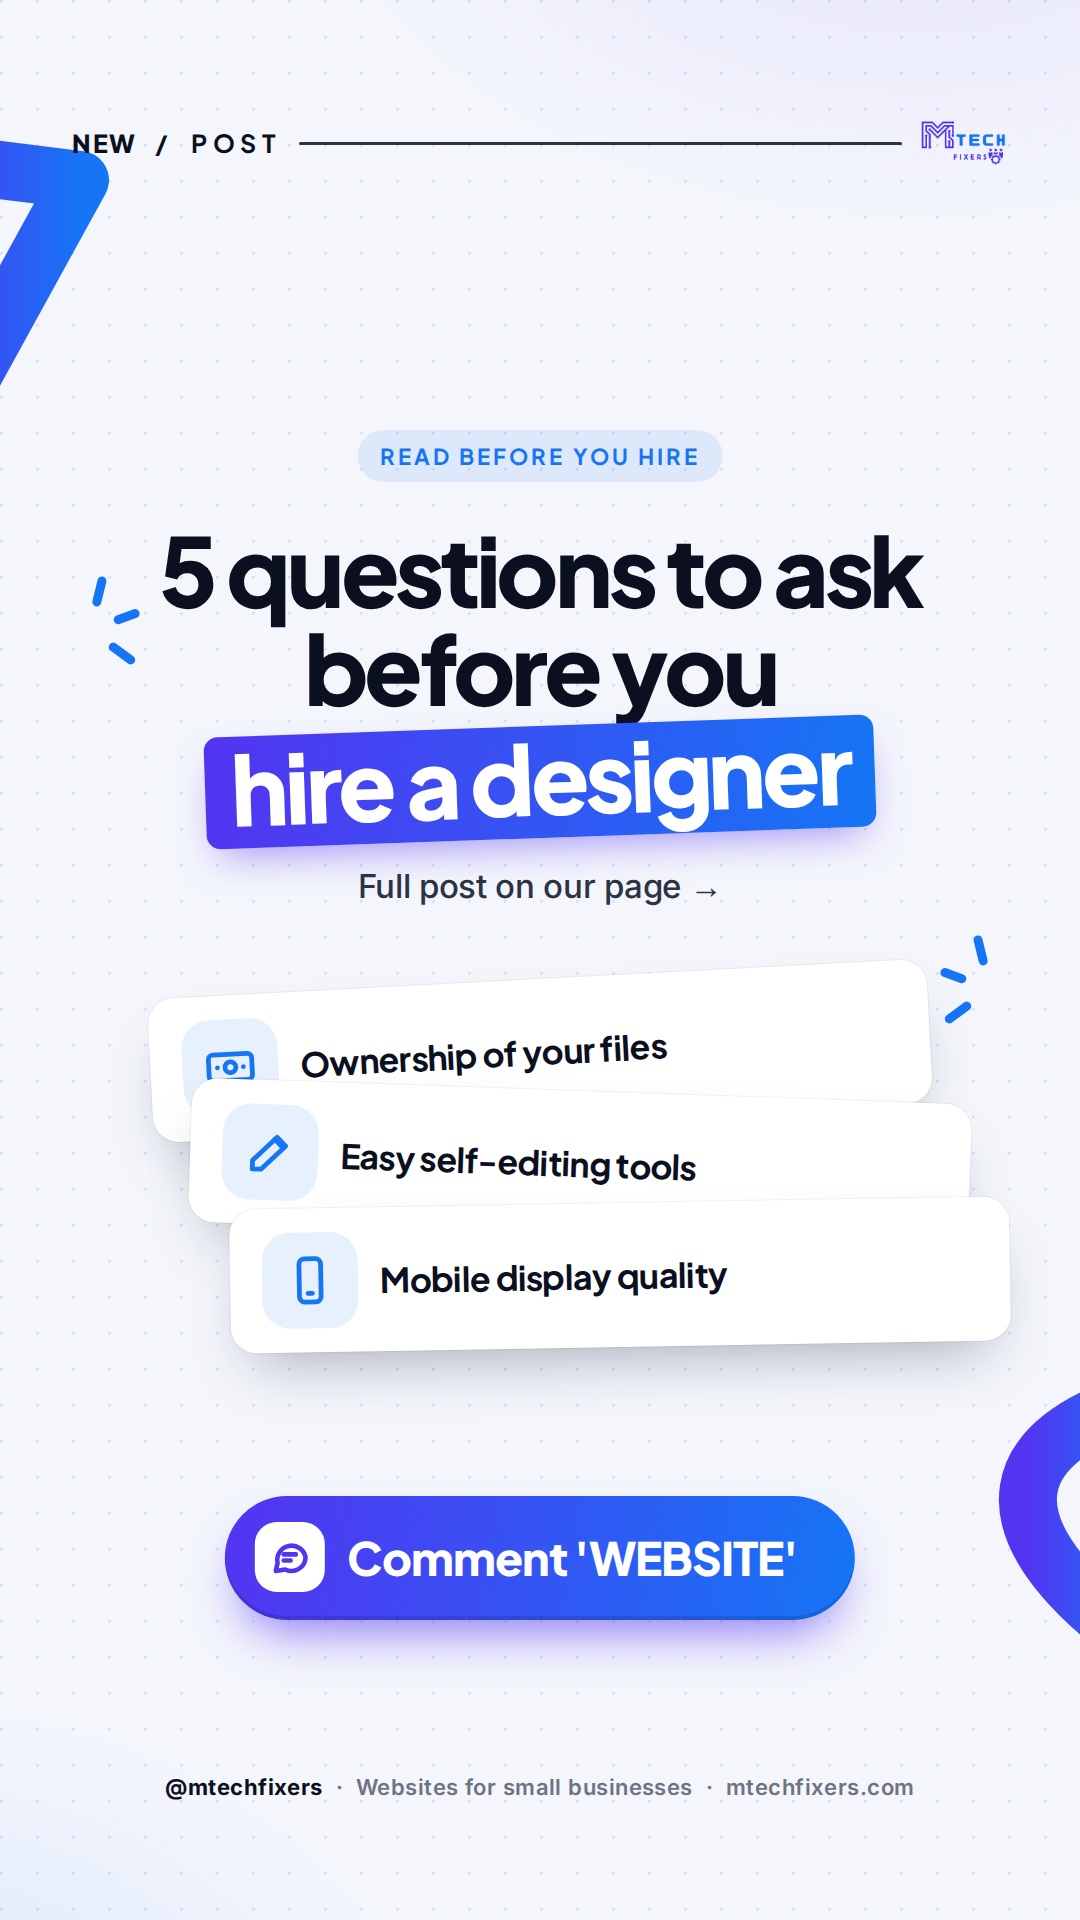 NEW / POST
MTECH
FIXERS
READ BEFORE YOU HIRE
5 questions to ask
before you
hire a designer
Full post on our page →
Ownership of your files
Easy self-editing tools
Mobile display quality
Comment 'WEBSITE'
@mtechfixers · Websites for small businesses · mtechfixers.com